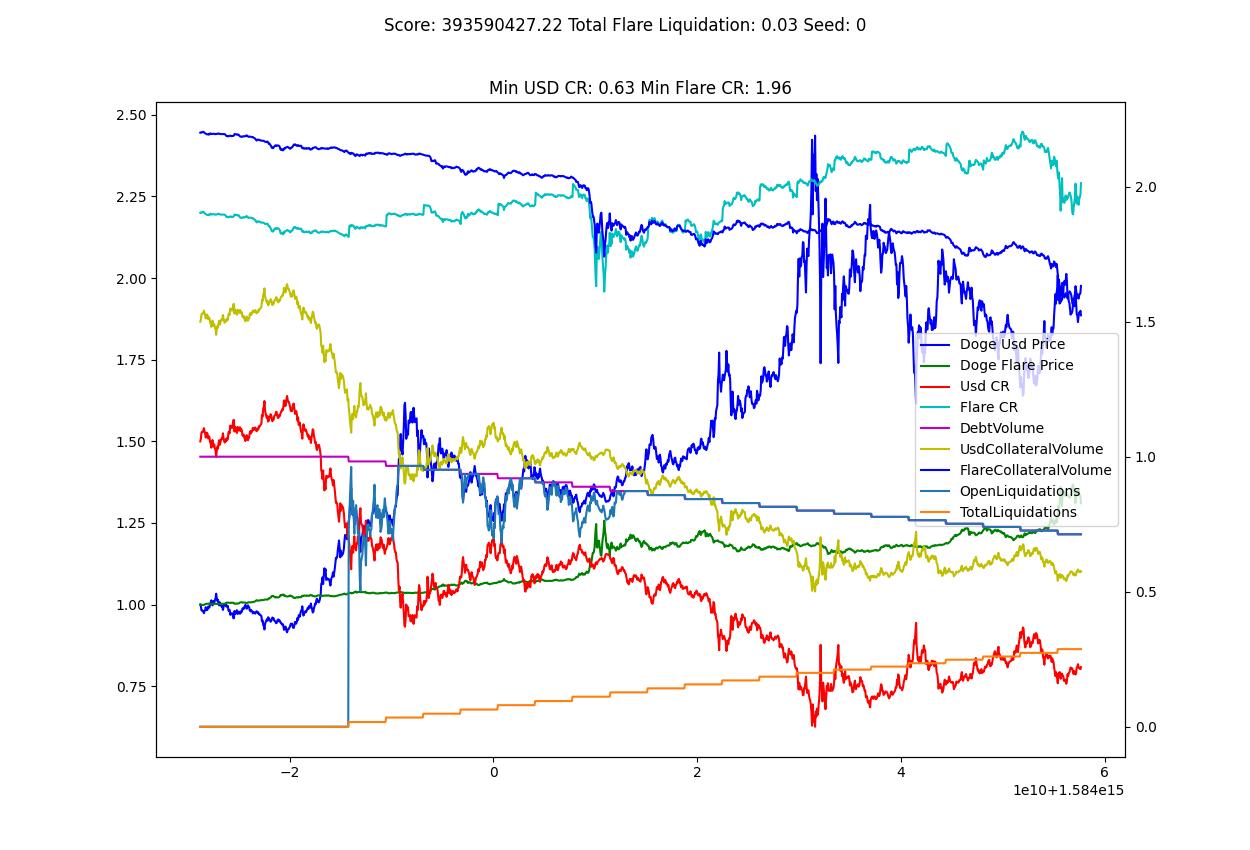 Score: 393590427.22 Total Flare Liquidation: 0.03 Seed: 0
Min USD CR: 0.63 Min Flare CR: 1.96
2.50
2.25
2.00
1.75
1.50
1.25
1.00
0.75
2.0
1.5
1.0
0.5
0.0
Doge Usd Price
Doge Flare Price
Usd CR
Flare CR
DebtVolume
UsdCollateralVolume
FlareCollateralVolume
OpenLiquidations
TotalLiquidations
−2 0 2 4 6
1e10+1.584e15